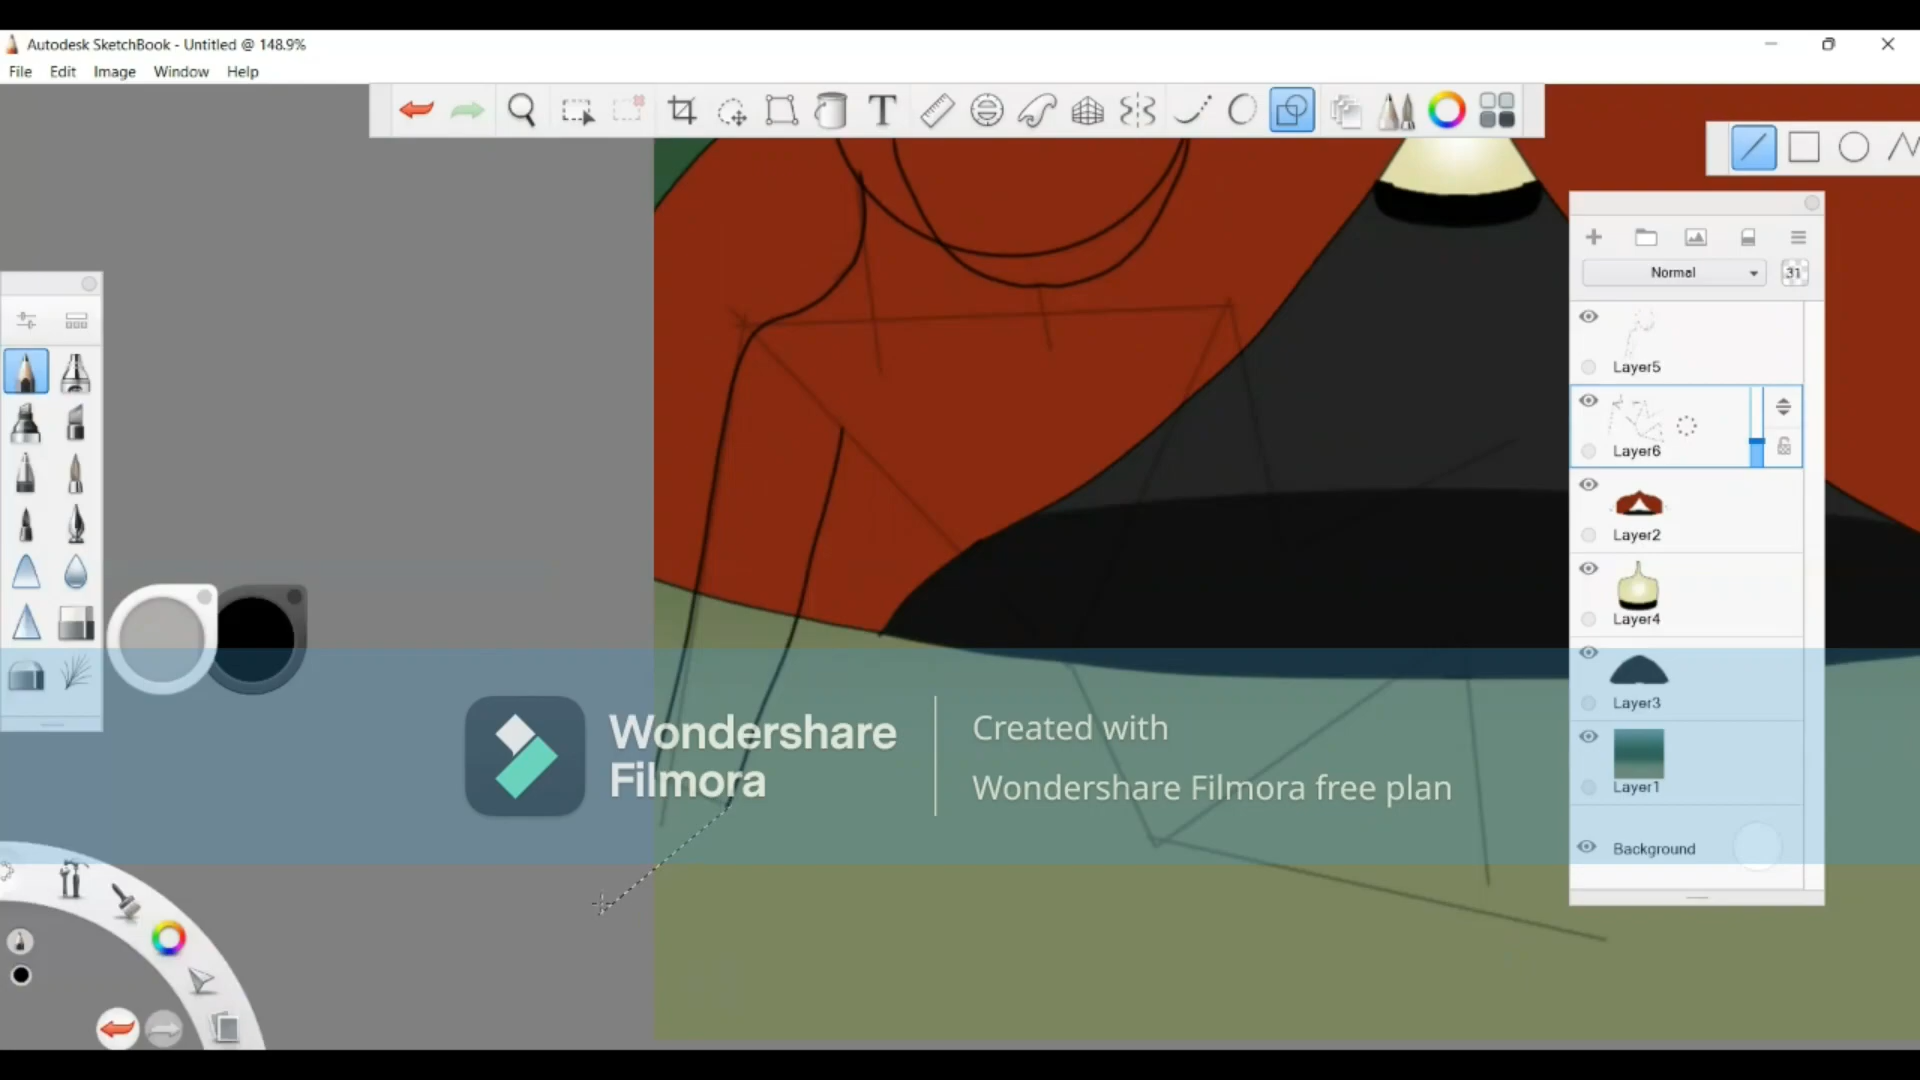 Autodesk SketchBook - Untitled @ 148.9%
File Edit Image Window Help
T
Normal 31
Layer5
Layer6
Layer2
Layer4
Layer3
Layer1
Background
Wondershare
Filmora
Created with
Wondershare Filmora free plan